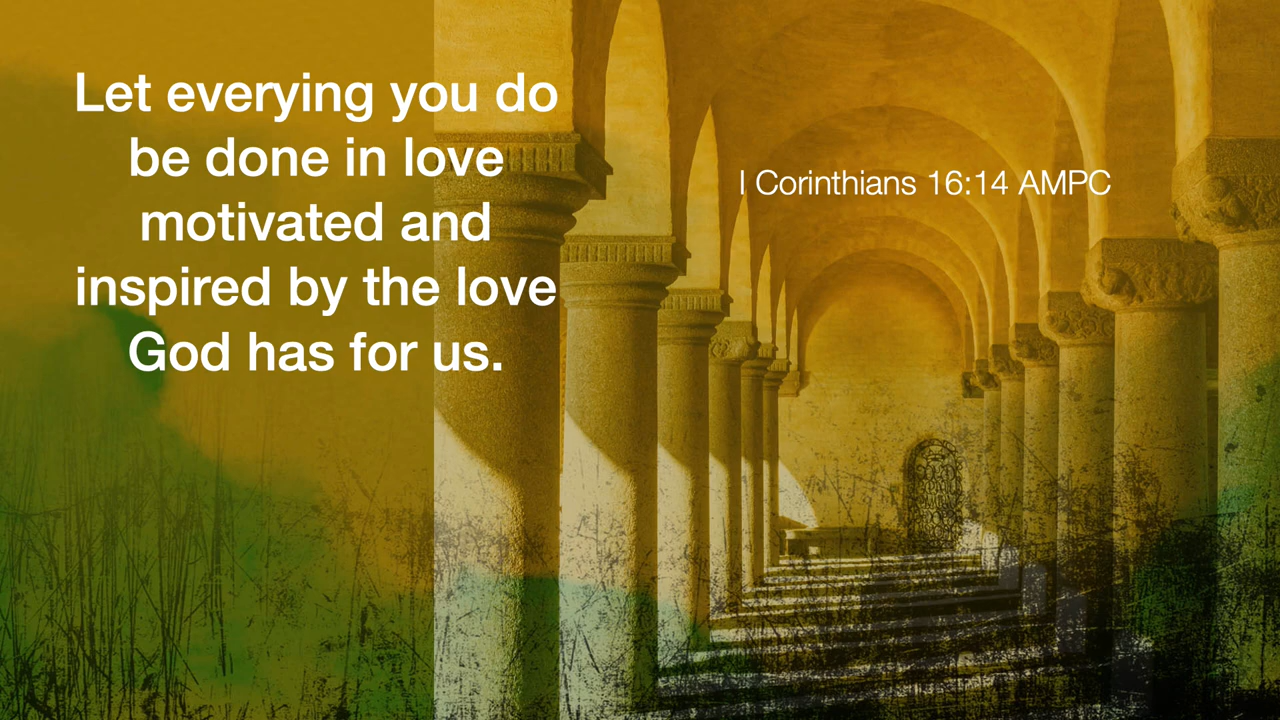 Let everying you do
be done in love
motivated and
inspired by the love
God has for us.
I Corinthians 16:14 AMPC